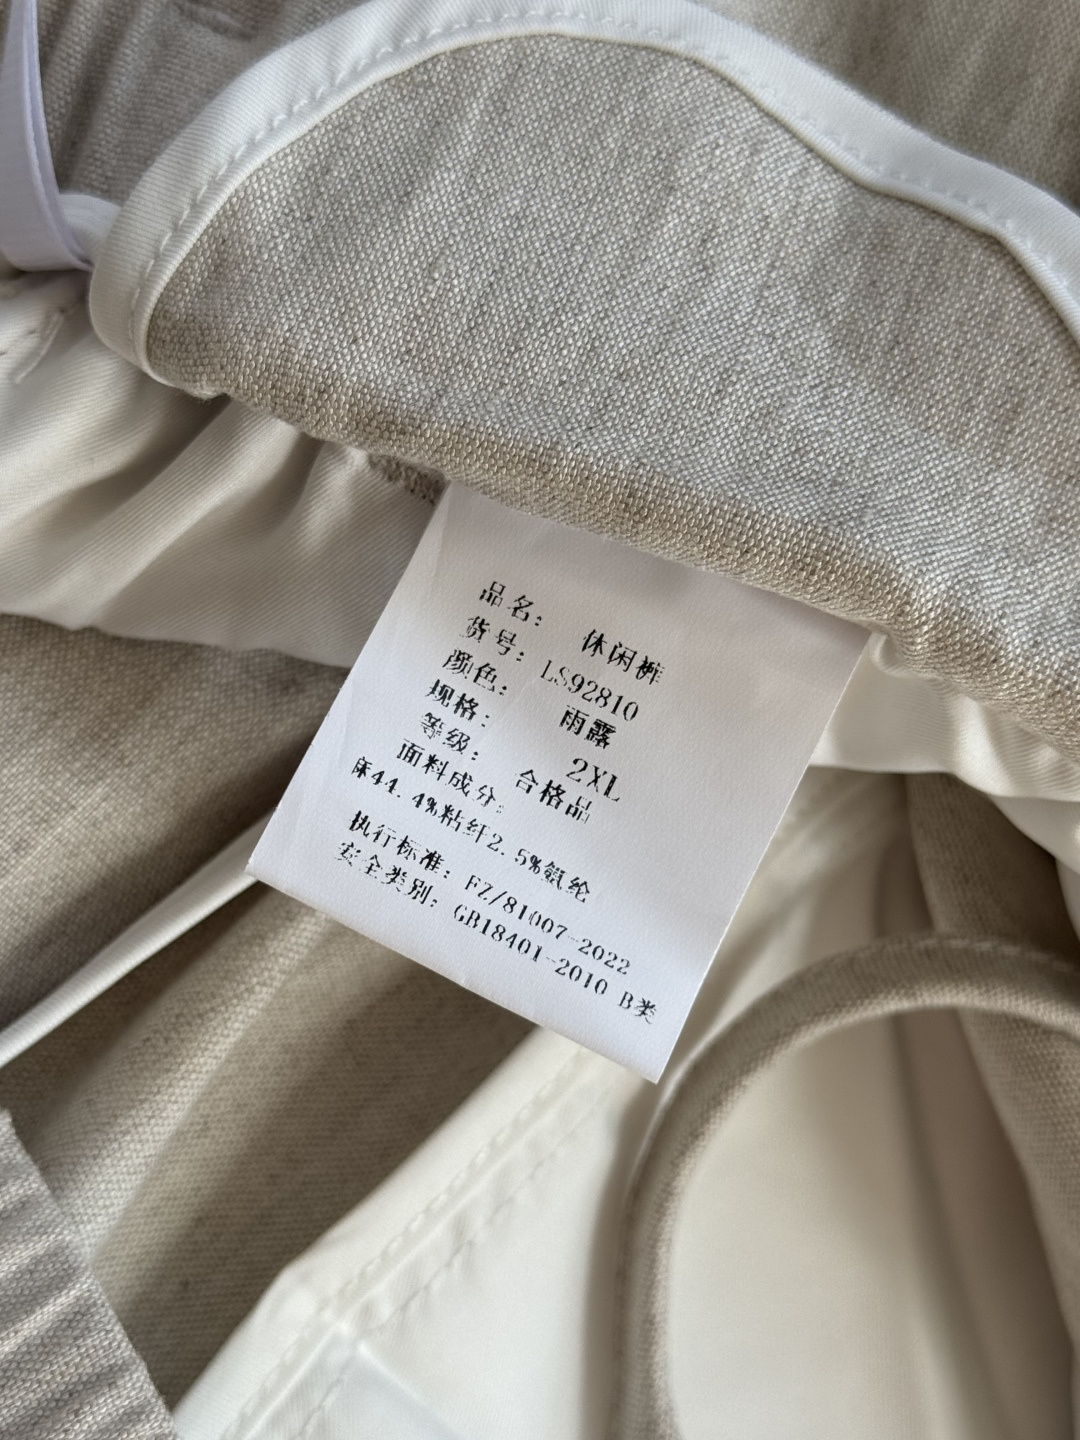 品名: 休闲裤
货号: LS92810
颜色: 雨露
规格: 2XL
等级: 合格品
面料成分:
麻44.4%粘纤2.5%氨纶
执行标准: FZ/81007-2022
安全类别: GB18401-2010 B类